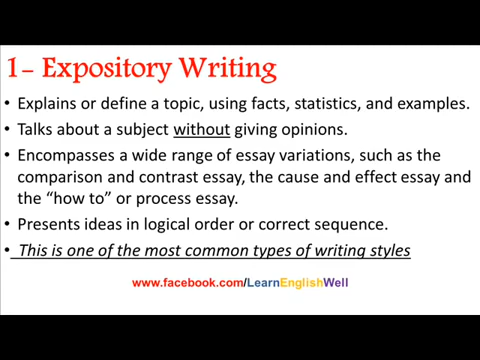 1- Expository Writing
• Explains or define a topic, using facts, statistics, and examples.
• Talks about a subject without giving opinions.
• Encompasses a wide range of essay variations, such as the
comparison and contrast essay, the cause and effect essay and
the “how to” or process essay.
• Presents ideas in logical order or correct sequence.
• This is one of the most common types of writing styles
www.facebook.com/LearnEnglishWell